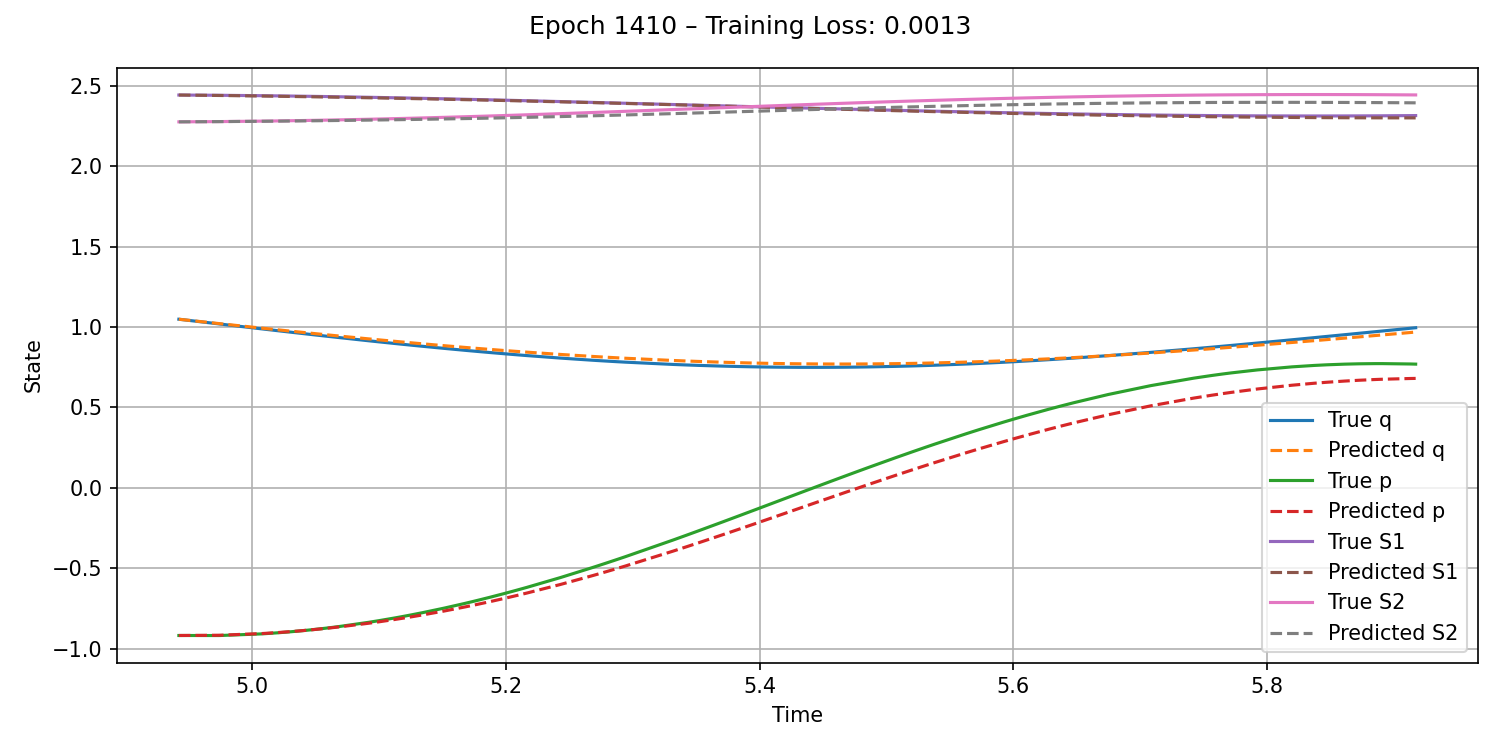 Epoch 1410 – Training Loss: 0.0013
State
2.5
2.0
1.5
1.0
0.5
0.0
−0.5
−1.0
5.0 5.2 5.4 5.6 5.8
Time
True q
Predicted q
True p
Predicted p
True S1
Predicted S1
True S2
Predicted S2